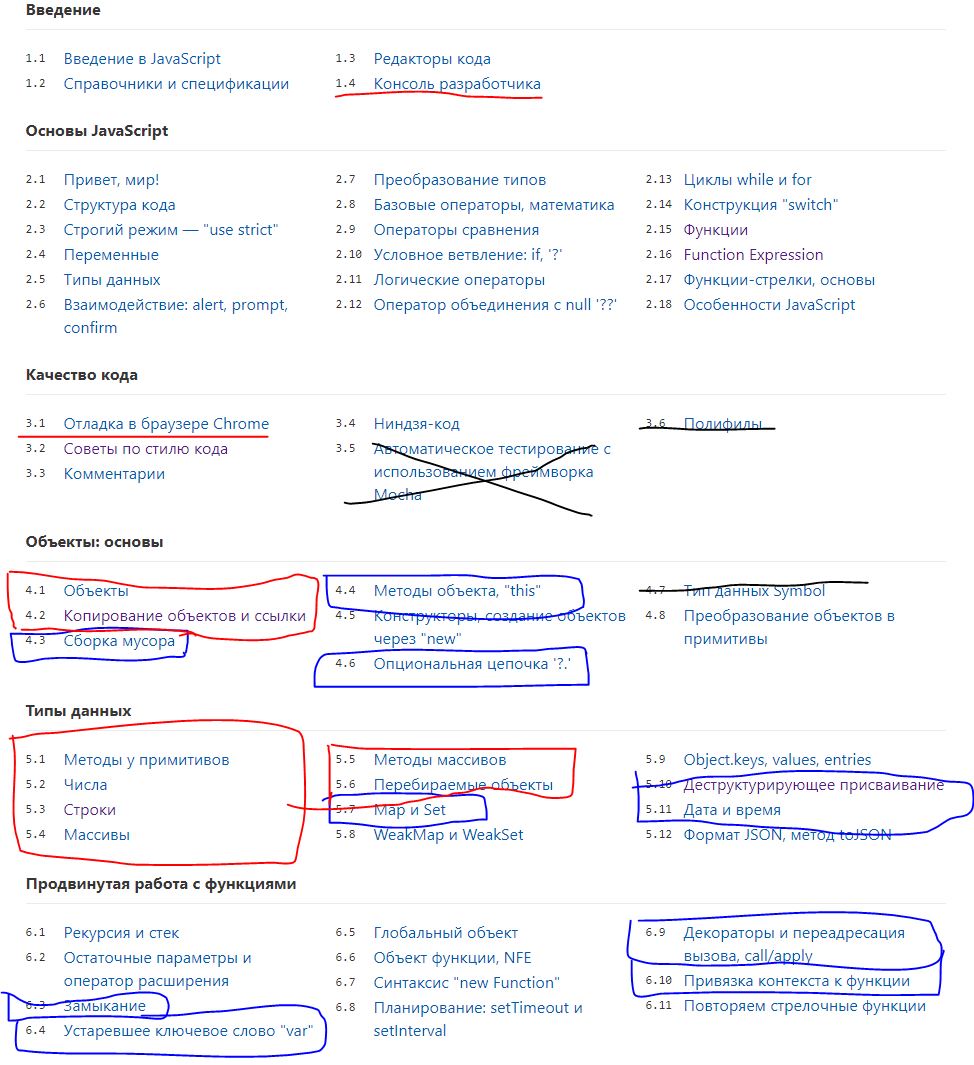 Введение
1.1 Введение в JavaScript
1.2 Справочники и спецификации
1.3 Редакторы кода
1.4 Консоль разработчика
Основы JavaScript
2.1 Привет, мир!
2.2 Структура кода
2.3 Строгий режим — "use strict"
2.4 Переменные
2.5 Типы данных
2.6 Взаимодействие: alert, prompt,
confirm
2.7 Преобразование типов
2.8 Базовые операторы, математика
2.9 Операторы сравнения
2.10 Условное ветвление: if, '?'
2.11 Логические операторы
2.12 Оператор объединения с null '??'
2.13 Циклы while и for
2.14 Конструкция "switch"
2.15 Функции
2.16 Function Expression
2.17 Функции-стрелки, основы
2.18 Особенности JavaScript
Качество кода
3.1 Отладка в браузере Chrome
3.2 Советы по стилю кода
3.3 Комментарии
3.4 Ниндзя-код
3.5 Автоматическое тестирование с
использованием фреймворка
Mocha
3.6 Полифилы
Объекты: основы
4.1 Объекты
4.2 Копирование объектов и ссылки
4.3 Сборка мусора
4.4 Методы объекта, "this"
4.5 Конструкторы, создание объектов
через "new"
4.6 Опциональная цепочка '?.'
4.7 Тип данных Symbol
4.8 Преобразование объектов в
примитивы
Типы данных
5.1 Методы у примитивов
5.2 Числа
5.3 Строки
5.4 Массивы
5.5 Методы массивов
5.6 Перебираемые объекты
5.7 Map и Set
5.8 WeakMap и WeakSet
5.9 Object.keys, values, entries
5.10 Деструктурирующее присваивание
5.11 Дата и время
5.12 Формат JSON, метод toJSON
Продвинутая работа с функциями
6.1 Рекурсия и стек
6.2 Остаточные параметры и
оператор расширения
6.3 Замыкание
6.4 Устаревшее ключевое слово "var"
6.5 Глобальный объект
6.6 Объект функции, NFE
6.7 Синтаксис "new Function"
6.8 Планирование: setTimeout и
setInterval
6.9 Декораторы и переадресация
вызова, call/apply
6.10 Привязка контекста к функции
6.11 Повторяем стрелочные функции